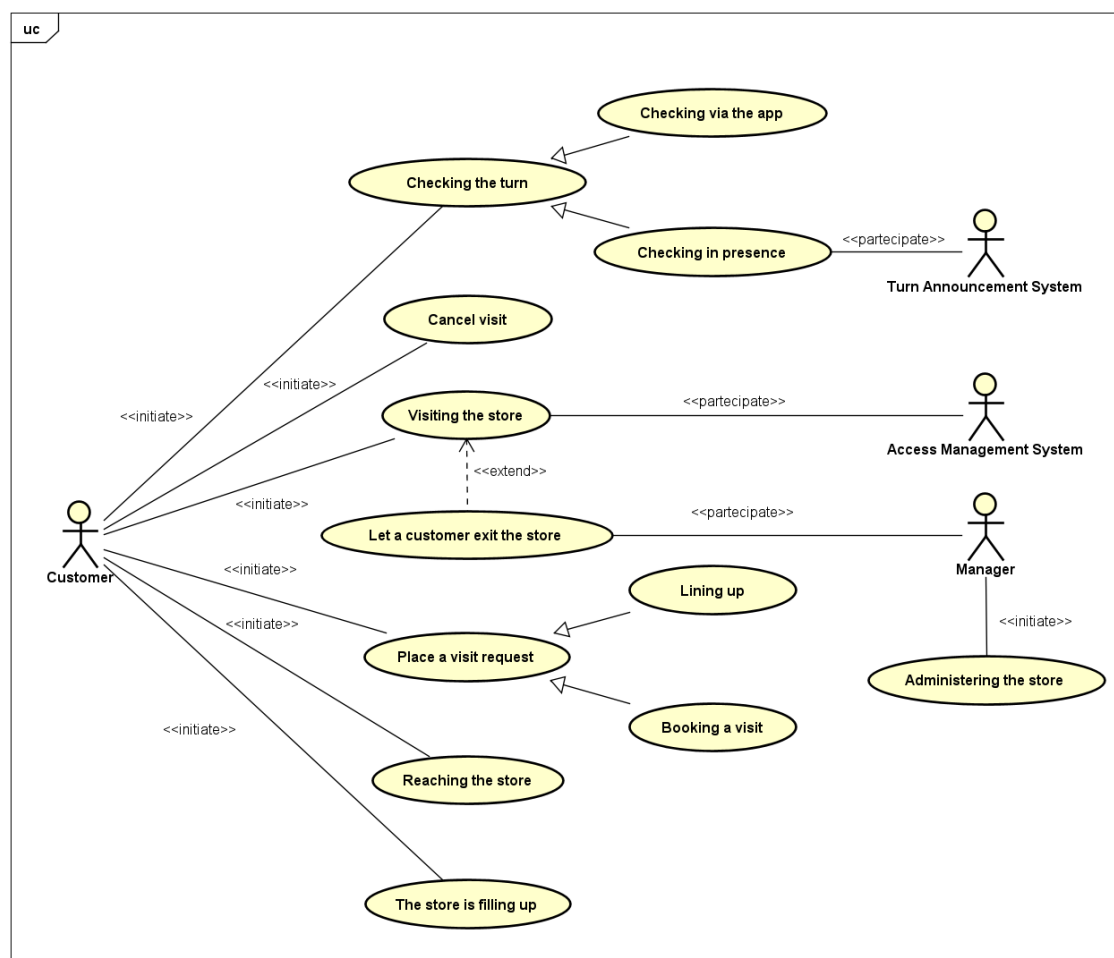 uc
Checking via the app
Checking the turn
Checking in presence
<<partecipate>>
Turn Announcement System
Cancel visit
<<initiate>>
<<initiate>>
Visiting the store
<<partecipate>>
Access Management System
<<extend>>
<<initiate>>
Let a customer exit the store
<<partecipate>>
Manager
Customer
<<initiate>>
Lining up
<<initiate>>
<<initiate>>
Place a visit request
Administering the store
Booking a visit
<<initiate>>
Reaching the store
The store is filling up